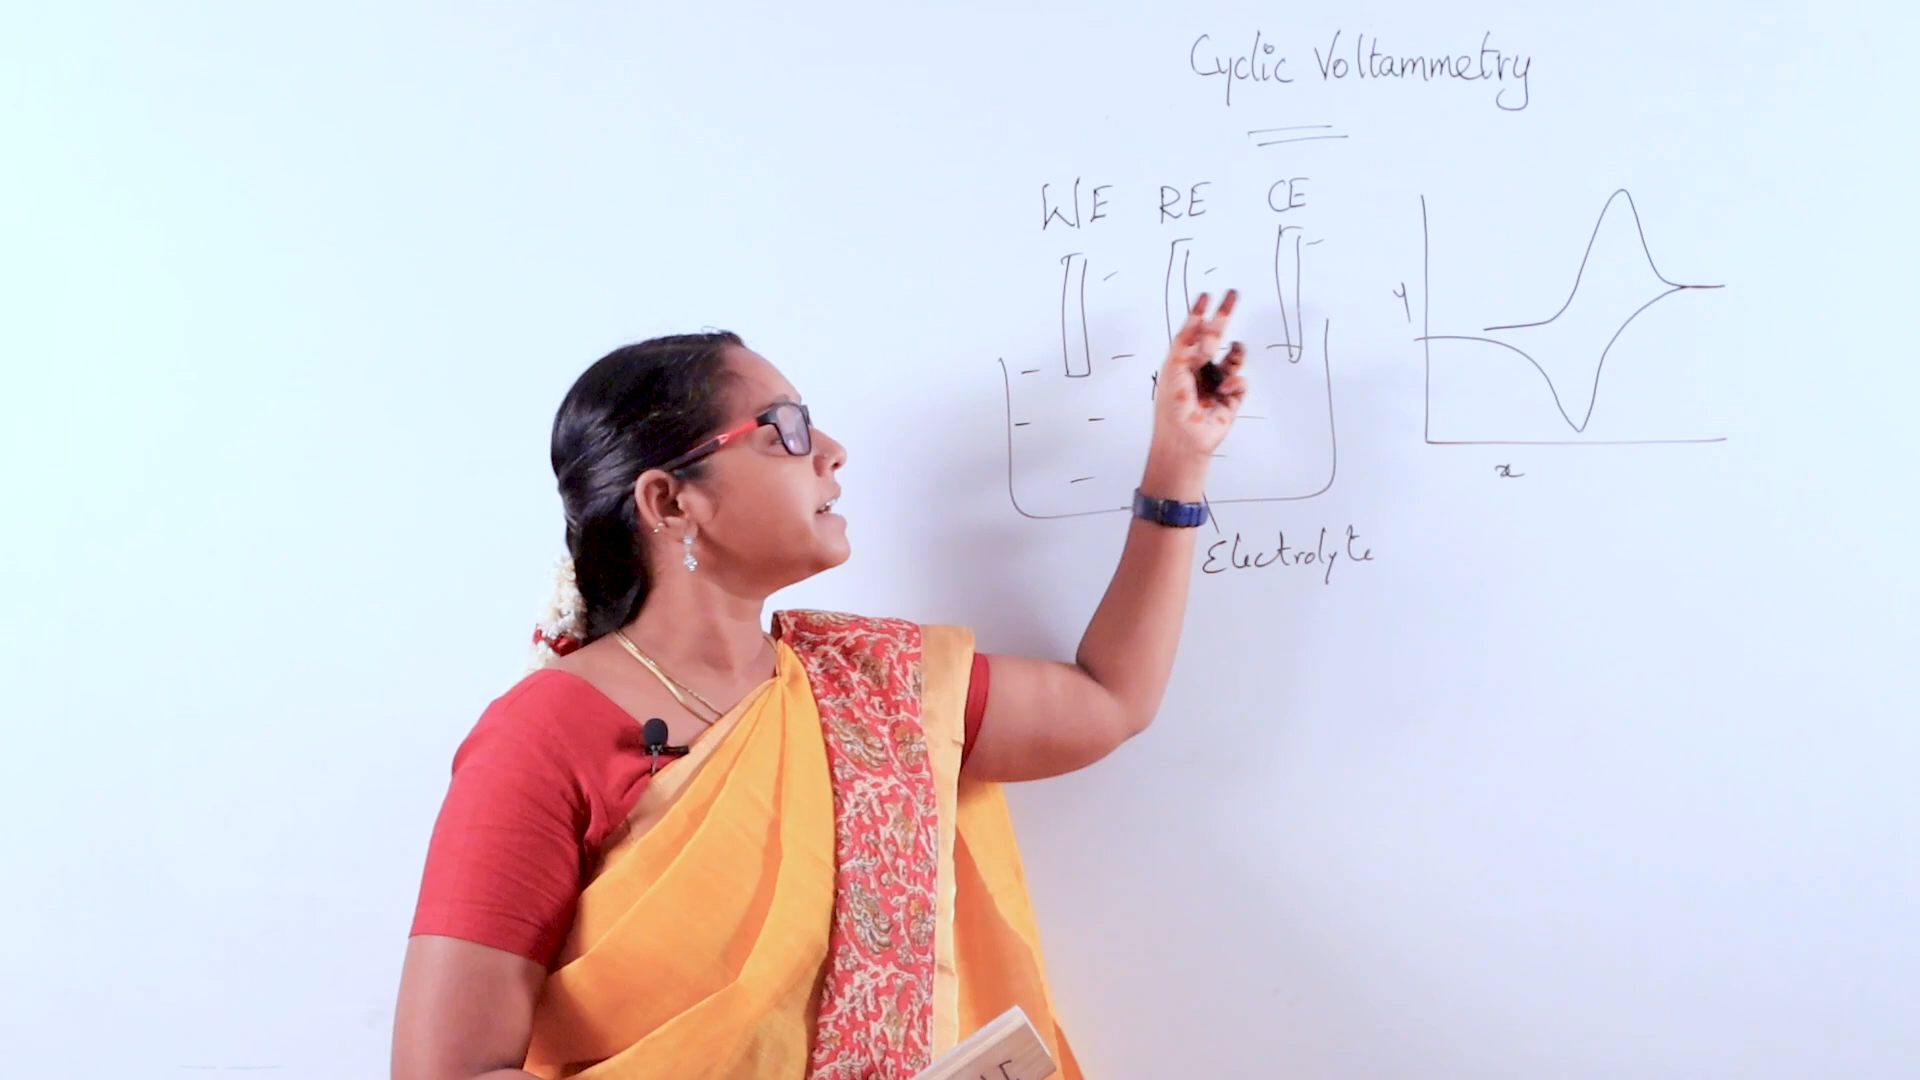 Cyclic Voltammetry
WE RE CE
y
x
Electrolyte